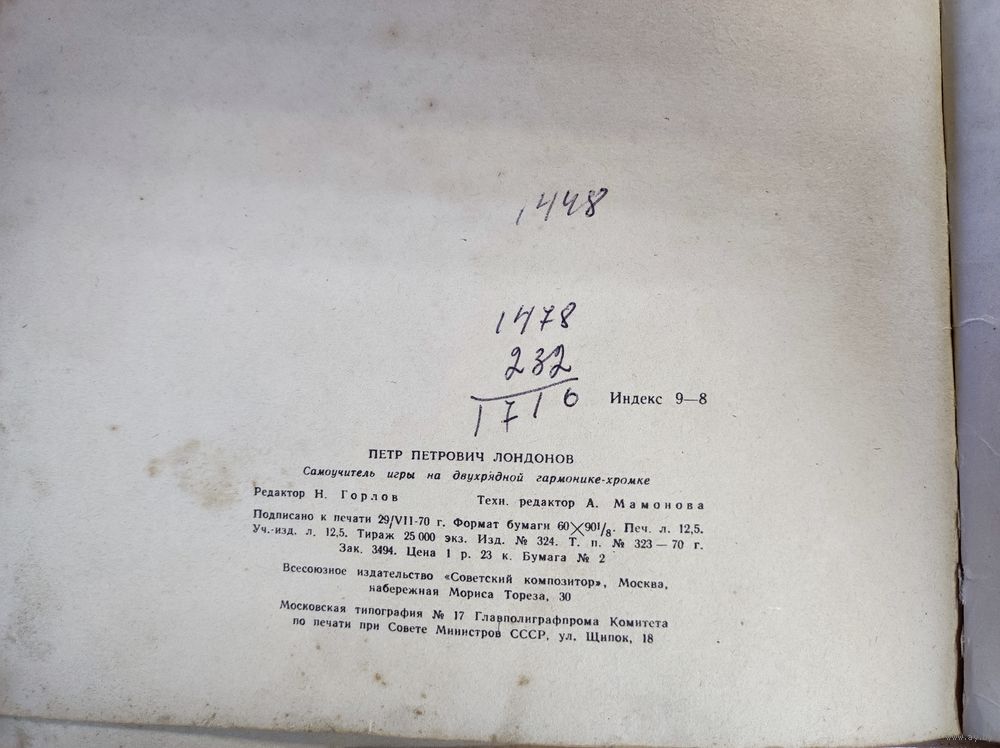 1448
1478
232
1716
Индекс 9—8
ПЕТР ПЕТРОВИЧ ЛОНДОНОВ
Самоучитель игры на двухрядной гармонике-хромке
Редактор Н. Горлов Техн. редактор А. Мамонова
Подписано к печати 29/VII-70 г. Формат бумаги 60×90 1/8. Печ. л. 12,5.
Уч.-изд. л. 12,5. Тираж 25 000 экз. Изд. № 324. Т. п. № 323 — 70 г.
Зак. 3494. Цена 1 р. 23 к. Бумага № 2
Всесоюзное издательство «Советский композитор», Москва,
набережная Мориса Тореза, 30
Московская типография № 17 Главполиграфпрома Комитета
по печати при Совете Министров СССР, ул. Щипок, 18